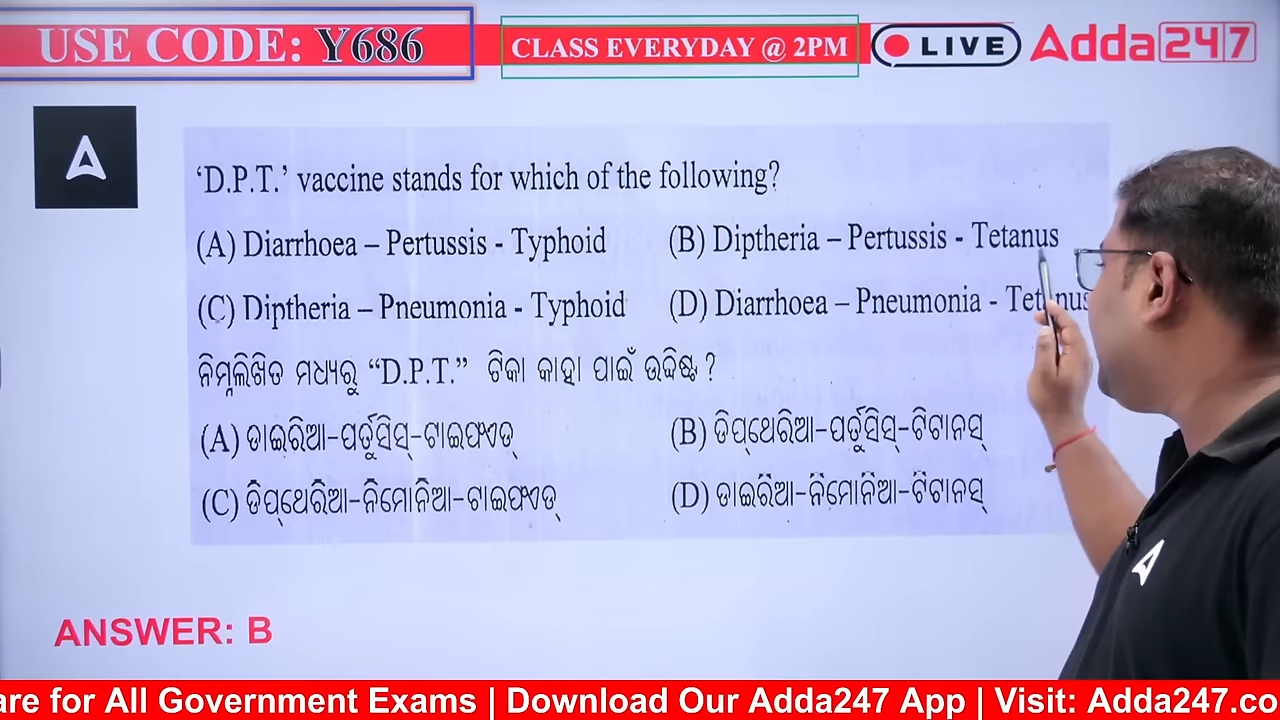 USE CODE: Y686
CLASS EVERYDAY @ 2PM
LIVE
Adda247
'D.P.T.' vaccine stands for which of the following?
(A) Diarrhoea – Pertussis - Typhoid (B) Diptheria – Pertussis - Tetanus
(C) Diptheria – Pneumonia - Typhoid (D) Diarrhoea – Pneumonia - Tetanus
ନିମ୍ନଲିଖିତ ମଧ୍ୟରୁ “D.P.T.” ଟିକା କାହା ପାଇଁ ଉଦ୍ଦିଷ୍ଟ ?
(A) ଡାଇରିଆ-ପର୍ତୁସିସ୍-ଟାଇଫଏଡ୍ (B) ଡିପ୍‌ଥେରିଆ-ପର୍ତୁସିସ୍-ଟିଟାନସ୍
(C) ଡିପ୍‌ଥେରିଆ-ନିମୋନିଆ-ଟାଇଫଏଡ୍ (D) ଡାଇରିଆ-ନିମୋନିଆ-ଟିଟାନସ୍
ANSWER: B
are for All Government Exams | Download Our Adda247 App | Visit: Adda247.co